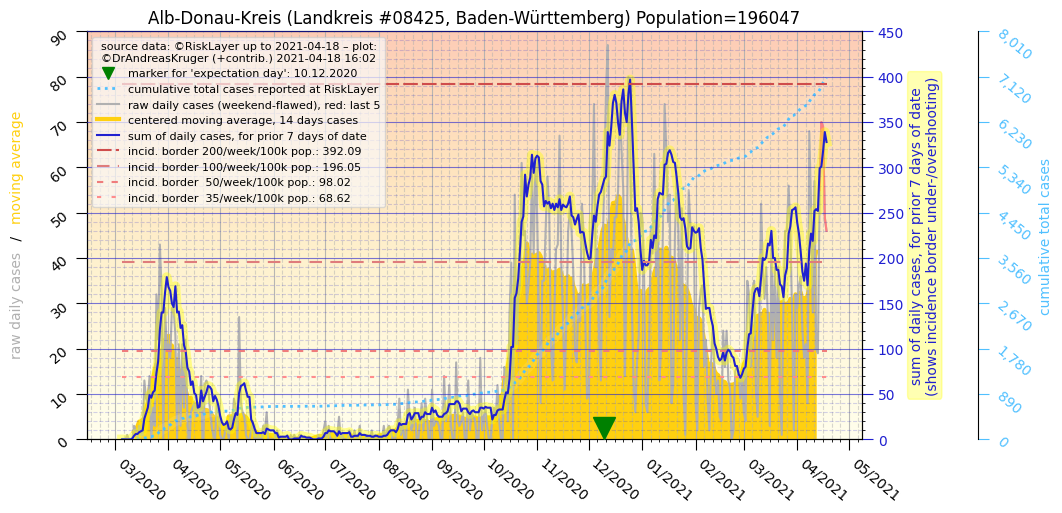 Alb-Donau-Kreis (Landkreis #08425, Baden-Württemberg) Population=196047
source data: ©RiskLayer up to 2021-04-18 – plot:
©DrAndreasKruger (+contrib.) 2021-04-18 16:02
marker for 'expectation day': 10.12.2020
cumulative total cases reported at RiskLayer
raw daily cases (weekend-flawed), red: last 5
centered moving average, 14 days cases
sum of daily cases, for prior 7 days of date
incid. border 200/week/100k pop.: 392.09
incid. border 100/week/100k pop.: 196.05
incid. border 50/week/100k pop.: 98.02
incid. border 35/week/100k pop.: 68.62
raw daily cases / moving average
90
80
70
60
50
40
30
20
10
0
03/2020
04/2020
05/2020
06/2020
07/2020
08/2020
09/2020
10/2020
11/2020
12/2020
01/2021
02/2021
03/2021
04/2021
05/2021
450
400
350
300
250
200
150
100
50
0
sum of daily cases, for prior 7 days of date
(shows incidence border under-/overshooting)
8,010
7,120
6,230
5,340
4,450
3,560
2,670
1,780
890
0
cumulative total cases